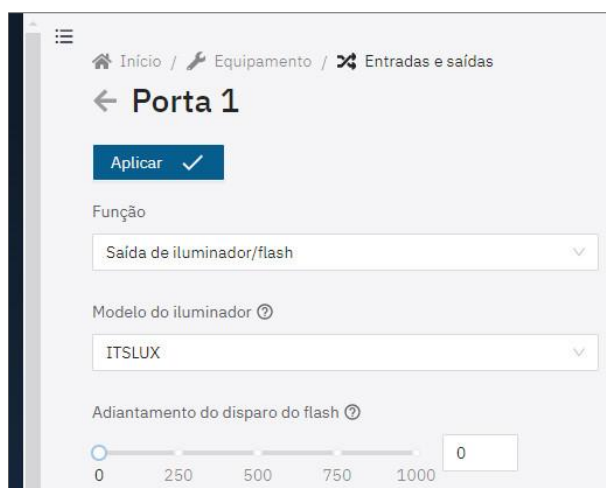 Início / Equipamento / Entradas e saídas
Porta 1
Aplicar
Função
Saída de iluminador/flash
Modelo do iluminador
ITSLUX
Adiantamento do disparo do flash
0
0 250 500 750 1000